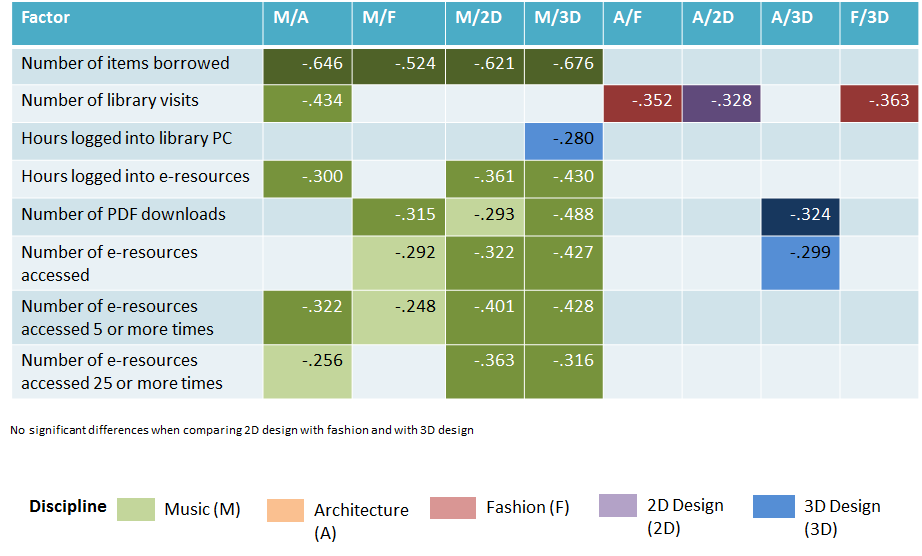 Factor M/A M/F M/2D M/3D A/F A/2D A/3D F/3D
Number of items borrowed -.646 -.524 -.621 -.676
Number of library visits -.434 -.352 -.328 -.363
Hours logged into library PC -.280
Hours logged into e-resources -.300 -.361 -.430
Number of PDF downloads -.315 -.293 -.488 -.324
Number of e-resources -.292 -.322 -.427 -.299
accessed
Number of e-resources -.322 -.248 -.401 -.428
accessed 5 or more times
Number of e-resources -.256 -.363 -.316
accessed 25 or more times
No significant differences when comparing 2D design with fashion and with 3D design
Discipline Music (M) Architecture Fashion (F) 2D Design 3D Design
(A) (2D) (3D)